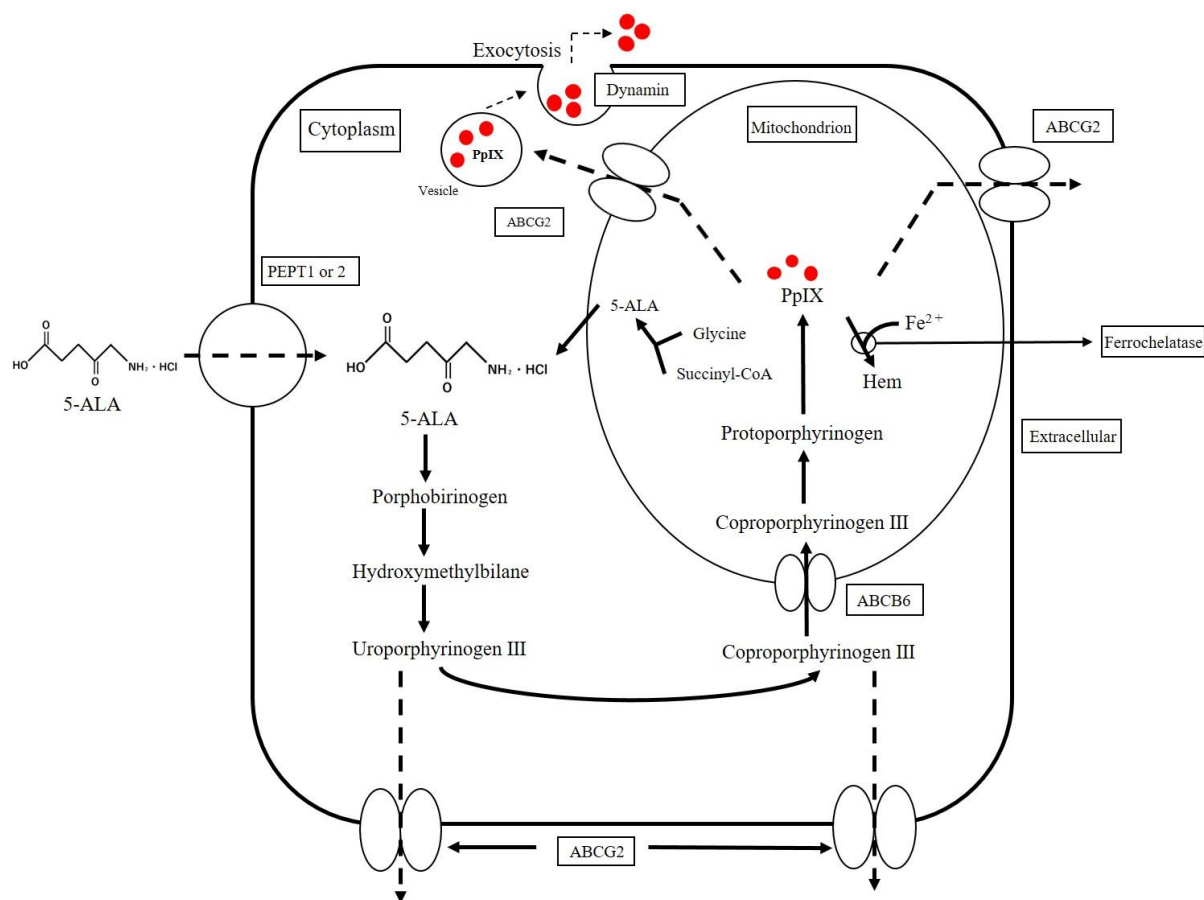 Exocytosis
Dynamin
Cytoplasm
Mitochondrion
ABCG2
PpIX
Vesicle
ABCG2
PEPT1 or 2
PpIX
5-ALA
Glycine
Succinyl-CoA
Fe²⁺
Hem
Ferrochelatase
O
HO
O
NH₂ · HCl
5-ALA
O
HO
O
NH₂ · HCl
5-ALA
Protoporphyrinogen
Extracellular
Porphobirinogen
Coproporphyrinogen III
Hydroxymethylbilane
ABCB6
Uroporphyrinogen III
Coproporphyrinogen III
ABCG2